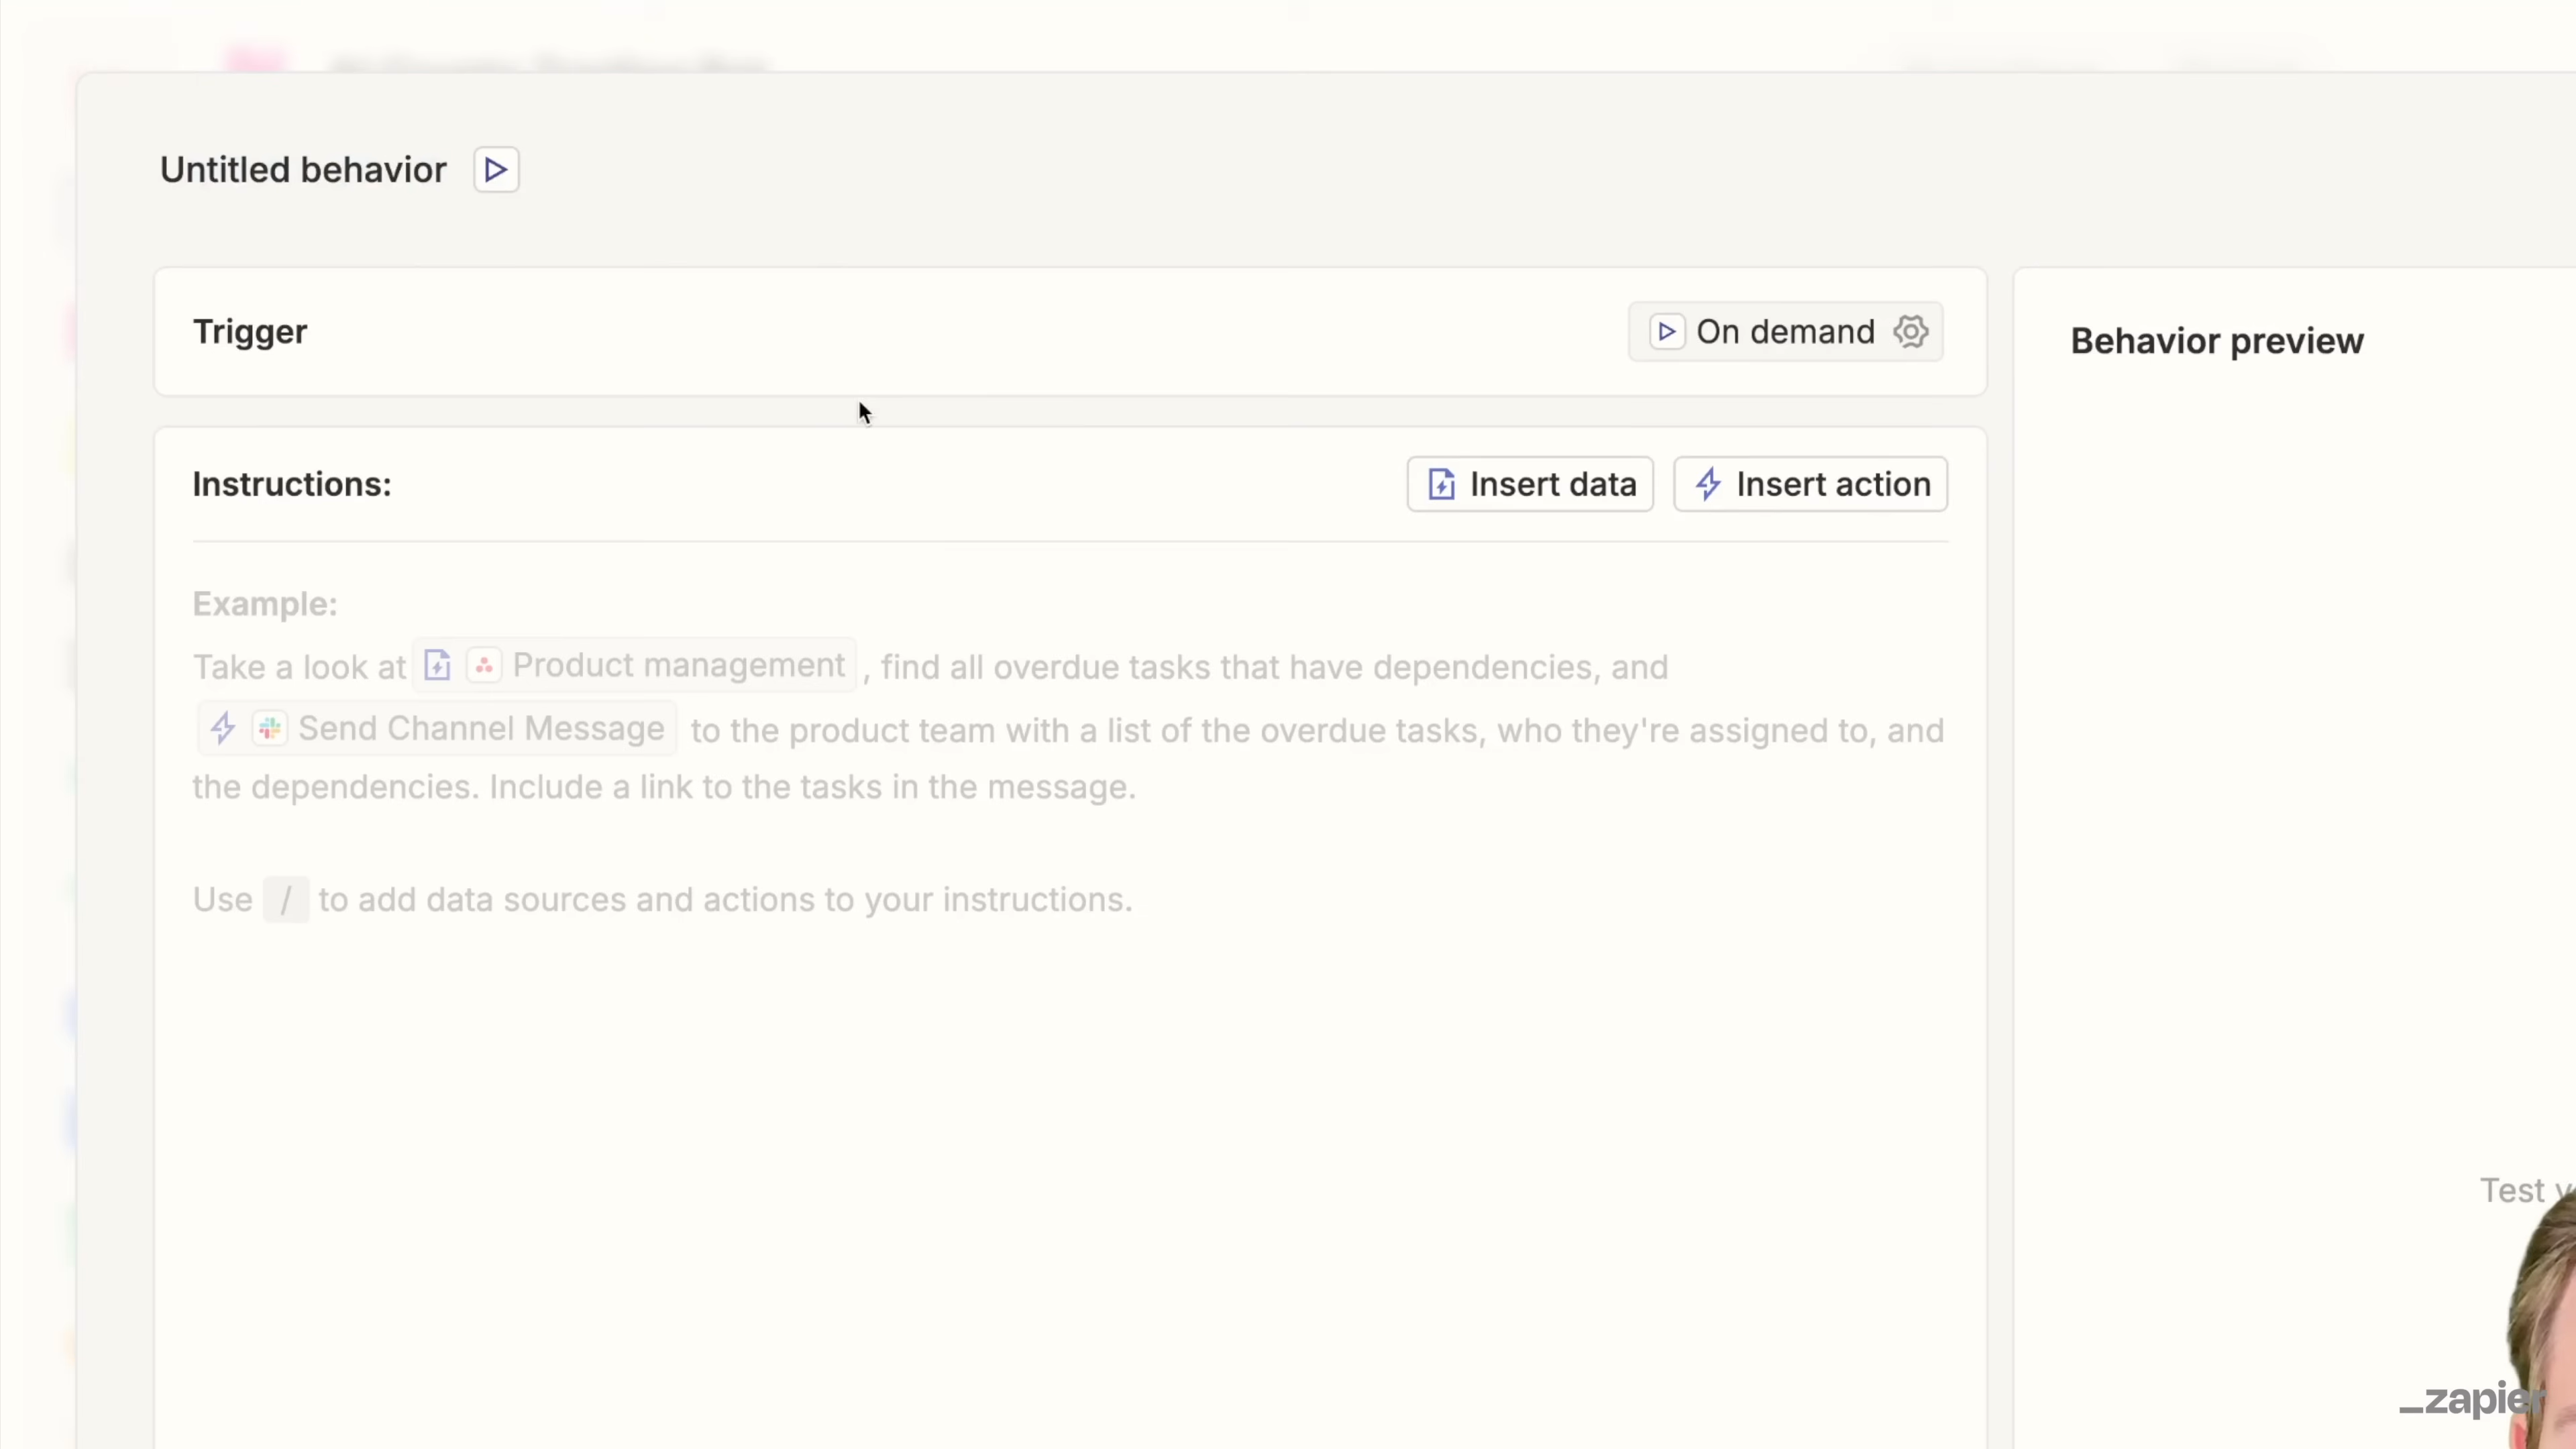 Untitled behavior
Trigger
On demand
Behavior preview
Instructions:
Insert data
Insert action
Example:
Take a look at Product management , find all overdue tasks that have dependencies, and
Send Channel Message to the product team with a list of the overdue tasks, who they're assigned to, and
the dependencies. Include a link to the tasks in the message.
Use / to add data sources and actions to your instructions.
Test
_zapier